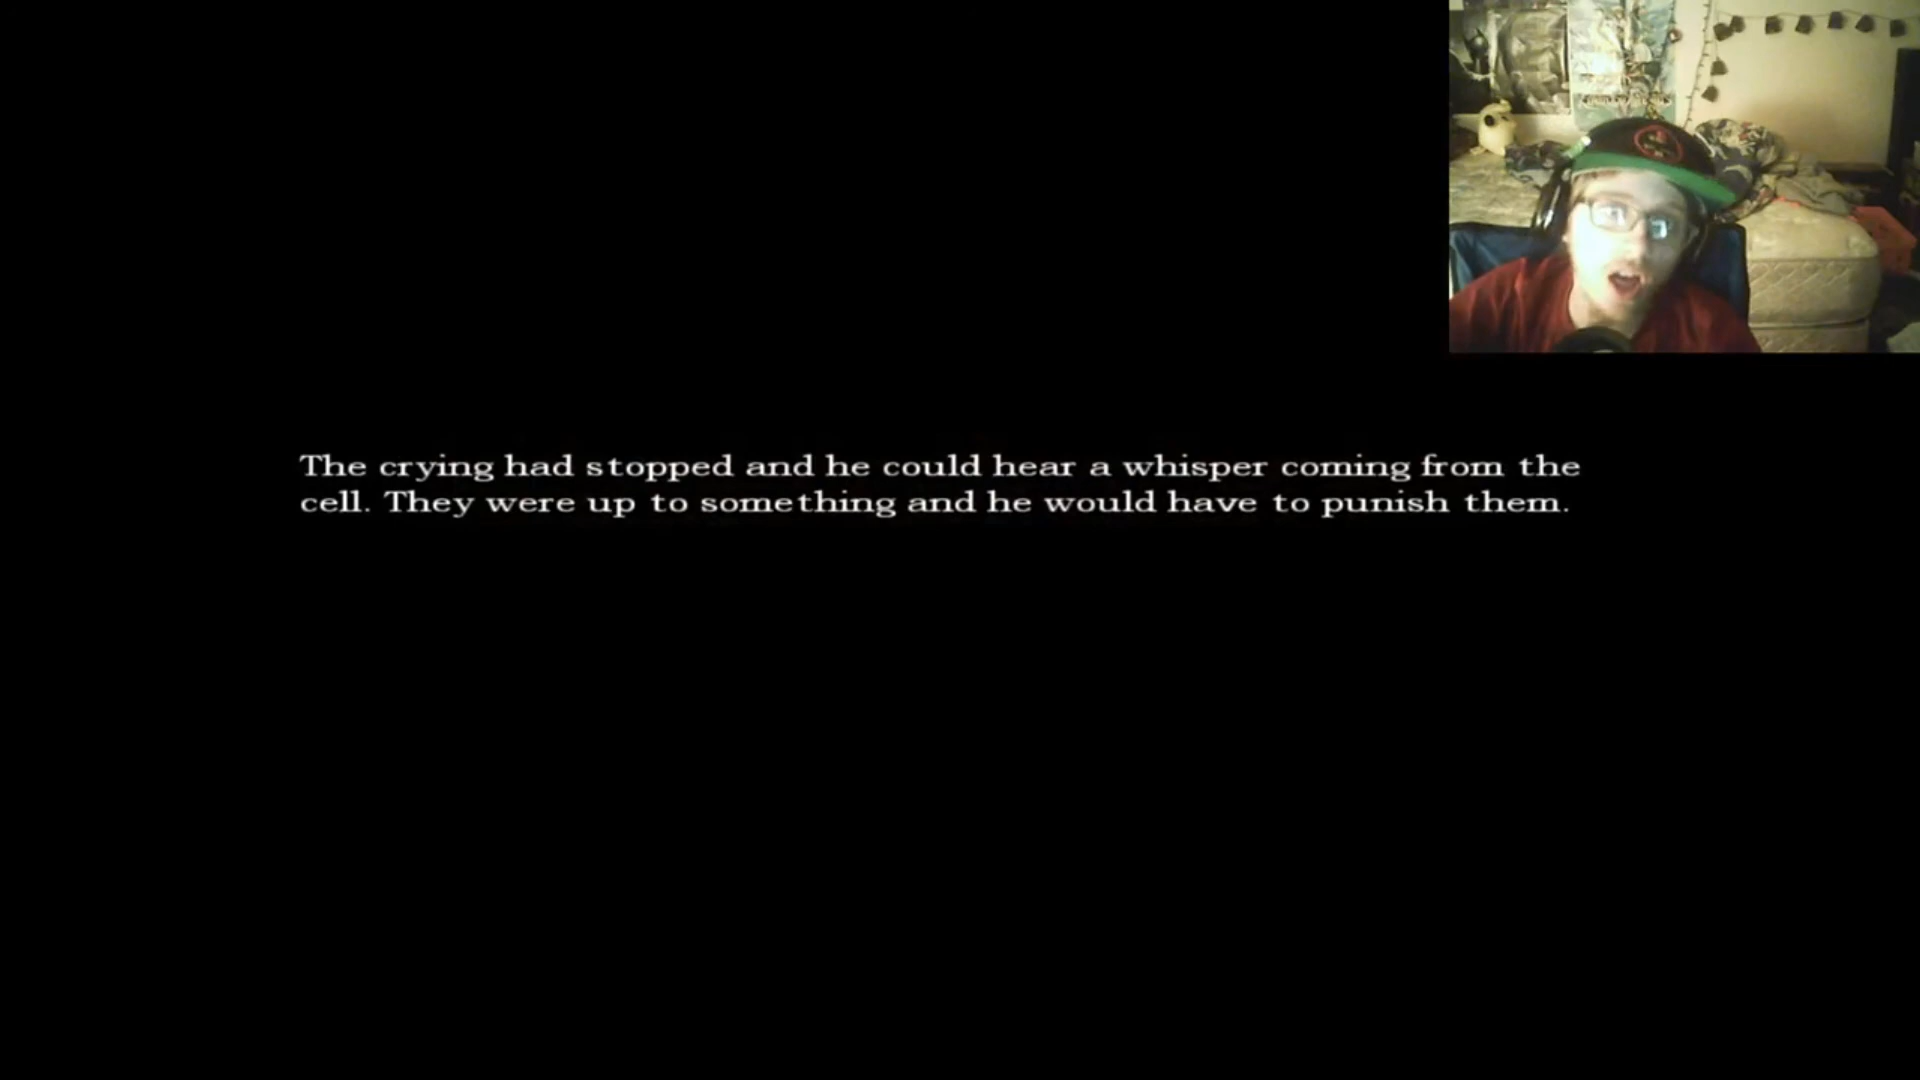 The crying had stopped and he could hear a whisper coming from the
cell. They were up to something and he would have to punish them.